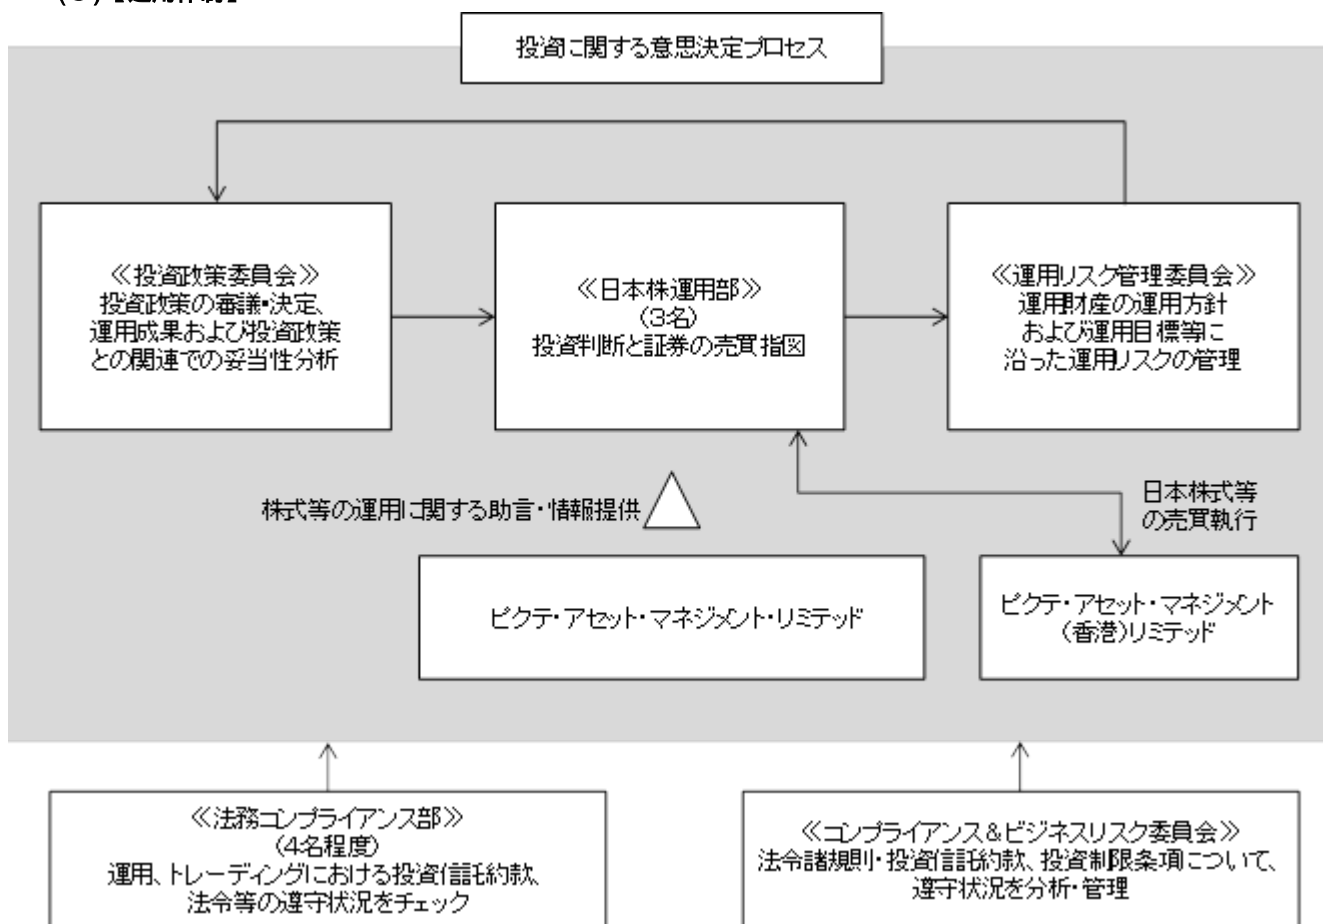 投資に関する意思決定プロセス
≪投資政策委員会≫
投資政策の審議・決定、
運用成果および投資政策
との関連での妥当性分析
≪日本株運用部≫
(3名)
投資判断と証券の売買指図
≪運用リスク管理委員会≫
運用財産の運用方針
および運用目標等に
沿った運用リスクの管理
株式等の運用に関する助言・情報提供
日本株式等
の売買執行
ピクテ・アセット・マネジメント・リミテッド
ピクテ・アセット・マネジメント
(香港)リミテッド
≪法務コンプライアンス部≫
(4名程度)
運用、トレーディングにおける投資信託約款、
法令等の遵守状況をチェック
≪コンプライアンス&ビジネスリスク委員会≫
法令諸規則・投資信託約款、投資制限条項について、
遵守状況を分析・管理